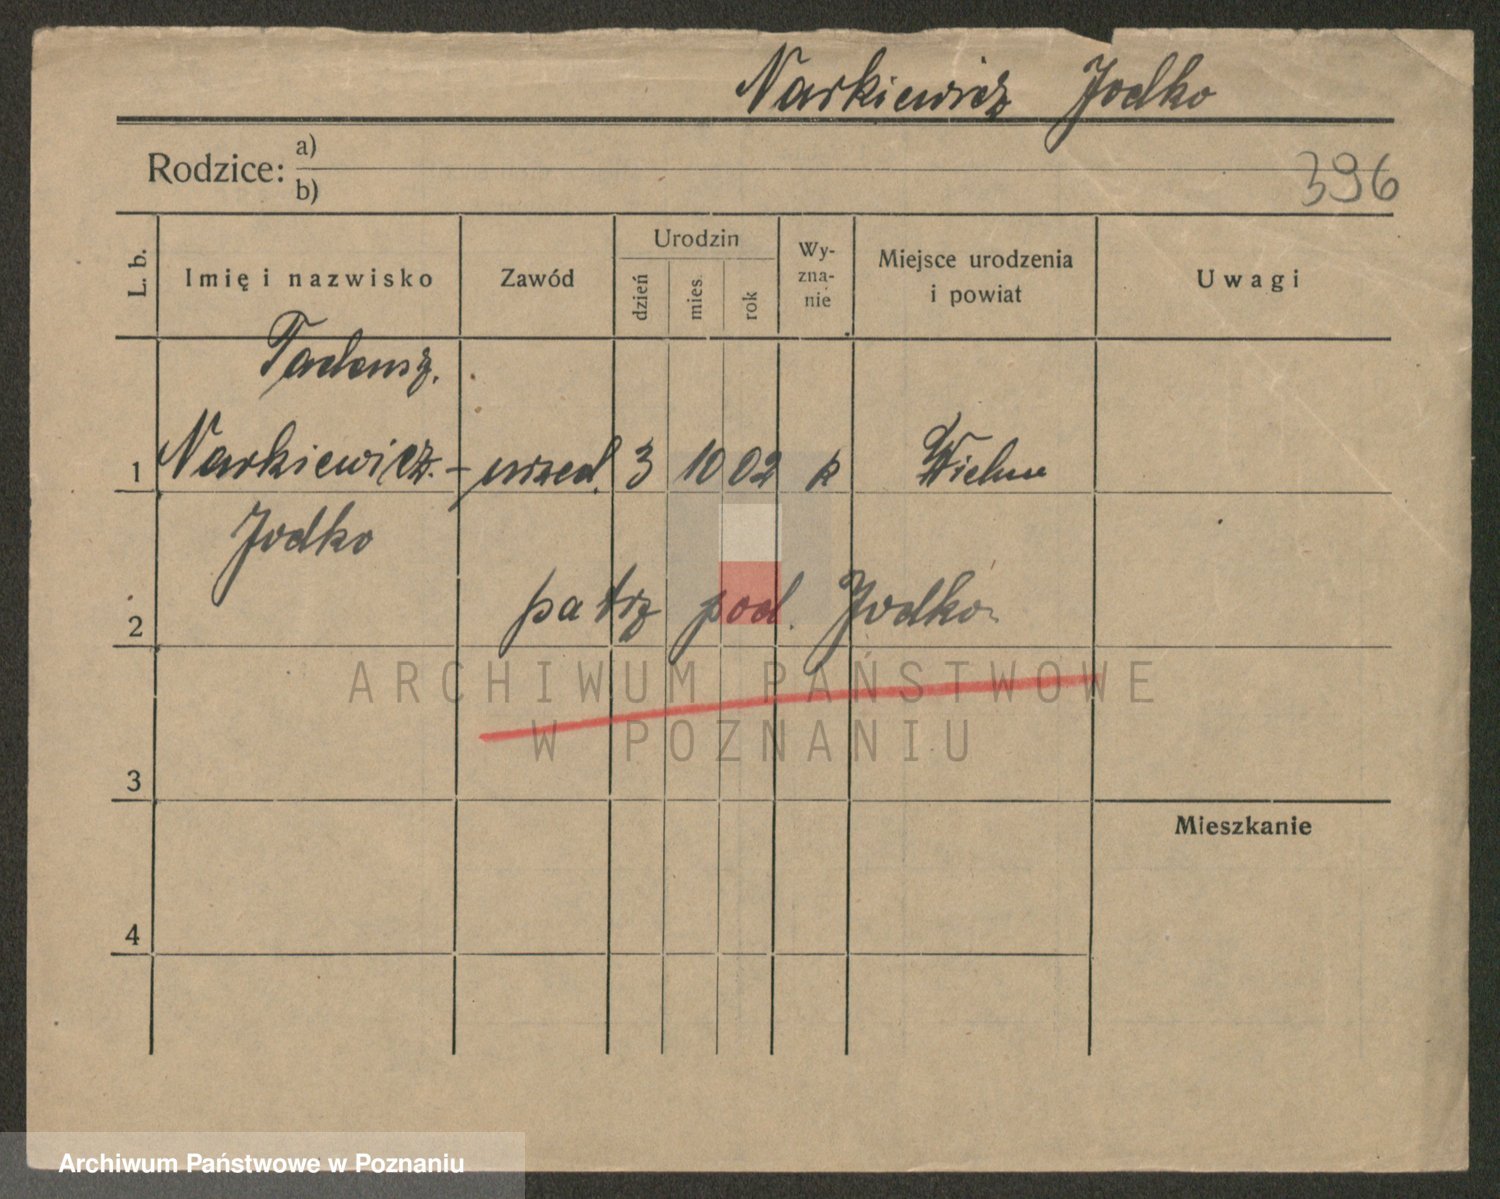 Narkiewicz Jodko
Rodzice: a)
b)
396
L. b.
Imię i nazwisko
Zawód
Urodzin
dzień
mies.
rok
Wy-
zna-
nie
Miejsce urodzenia
i powiat
Uwagi
Tadeusz.
1 Narkiewicz - urzed. 3 10 02 k
Jodko
2 patrz pod. Jodko
ARCHIWUM PAŃSTWOWE
W POZNANIU
3
Mieszkanie
4
Archiwum Państwowe w Poznaniu